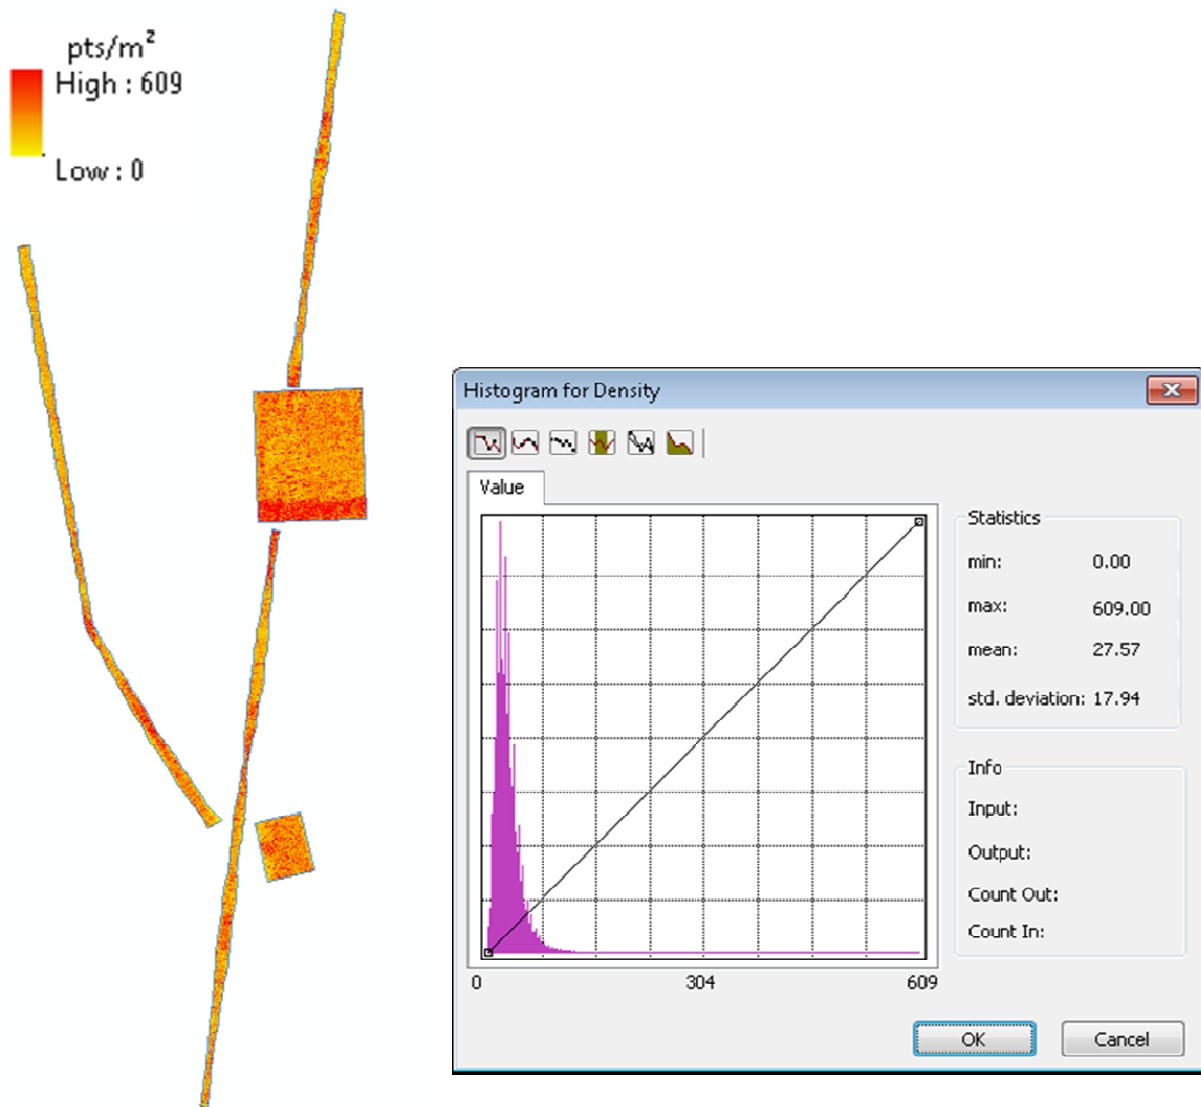 pts/m²
High : 609
Low : 0
Histogram for Density
Value
0 304 609
Statistics
min: 0.00
max: 609.00
mean: 27.57
std. deviation: 17.94
Info
Input:
Output:
Count Out:
Count In:
OK Cancel